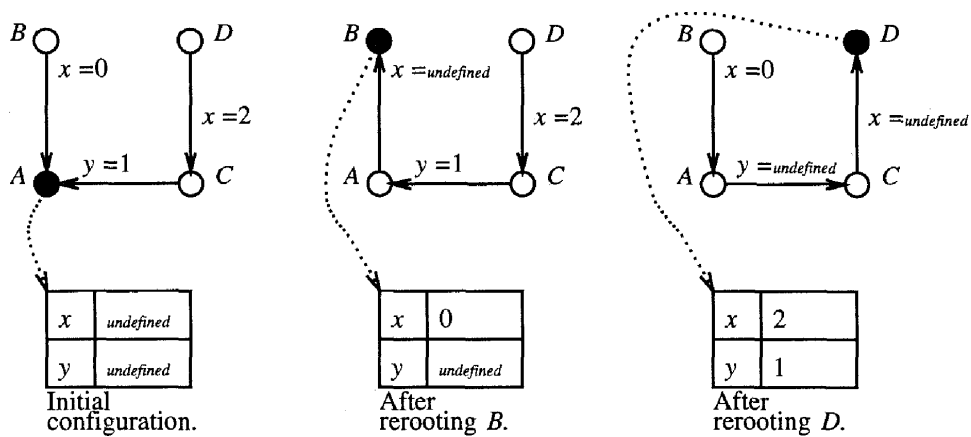 B D
x =0
x =2
A y =1 C
x undefined
y undefined
Initial
configuration.
B D
x =undefined
x =2
A y =1 C
x 0
y undefined
After
rerooting B.
B D
x =0
x =undefined
A y =undefined C
x 2
y 1
After
rerooting D.